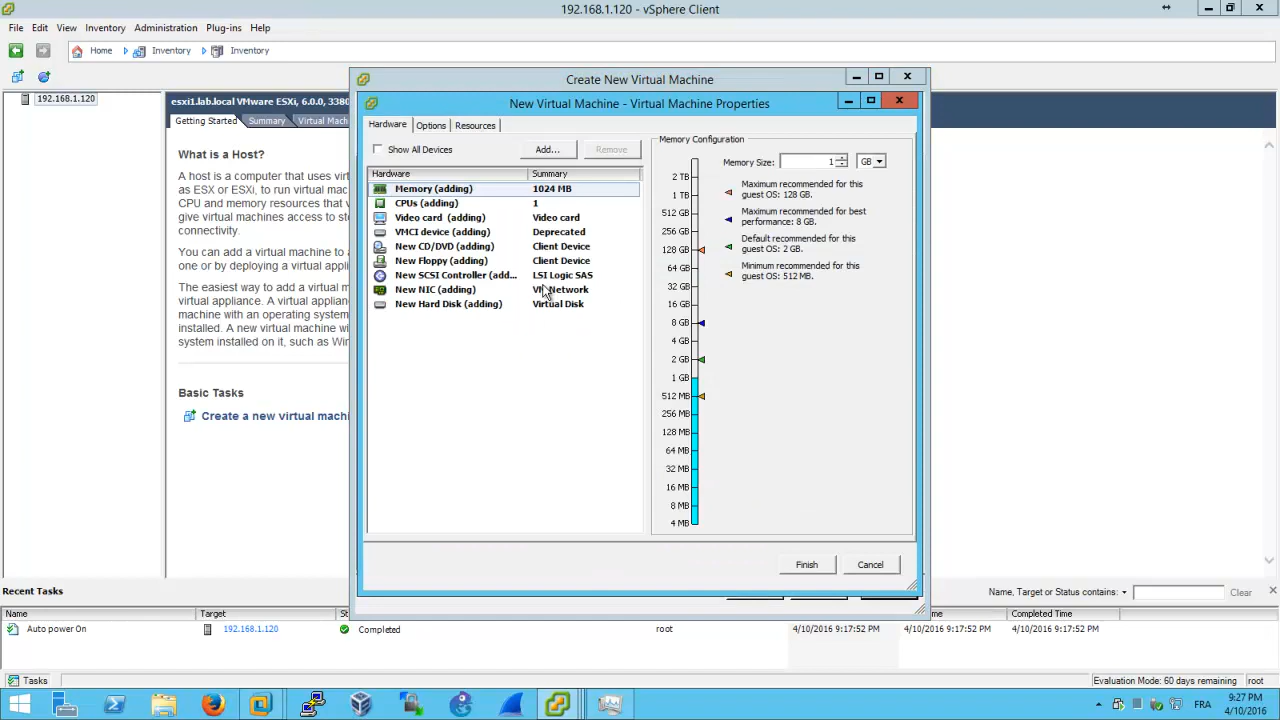 192.168.1.120 - vSphere Client
File Edit View Inventory Administration Plug-ins Help
Home Inventory Inventory
192.168.1.120
esxi1.lab.local VMware ESXi, 6.0.0, 3380
Getting Started Summary Virtual Mach
What is a Host?
A host is a computer that uses virt
as ESX or ESXi, to run virtual mac
CPU and memory resources that v
give virtual machines access to sto
connectivity.
You can add a virtual machine to a
one or by deploying a virtual applia
The easiest way to add a virtual m
virtual appliance. A virtual applianc
machine with an operating system
installed. A new virtual machine wi
system installed on it, such as Win
Basic Tasks
Create a new virtual machi
Create New Virtual Machine
New Virtual Machine - Virtual Machine Properties
Hardware Options Resources
Show All Devices Add... Remove
Hardware Summary
Memory (adding) 1024 MB
CPUs (adding) 1
Video card (adding) Video card
VMCI device (adding) Deprecated
New CD/DVD (adding) Client Device
New Floppy (adding) Client Device
New SCSI Controller (add... LSI Logic SAS
New NIC (adding) VM Network
New Hard Disk (adding) Virtual Disk
Memory Configuration
2 TB
1 TB
512 GB
256 GB
128 GB
64 GB
32 GB
16 GB
8 GB
4 GB
2 GB
1 GB
512 MB
256 MB
128 MB
64 MB
32 MB
16 MB
8 MB
4 MB
Memory Size: 1 GB
Maximum recommended for this
guest OS: 128 GB.
Maximum recommended for best
performance: 8 GB.
Default recommended for this
guest OS: 2 GB.
Minimum recommended for this
guest OS: 512 MB.
Finish Cancel
Recent Tasks
Name, Target or Status contains: Clear
Name Target St me Completed Time
Auto power On 192.168.1.120 Completed root 4/10/2016 9:17:52 PM 4/10/2016 9:17:52 PM 4/10/2016 9:17:52 PM
Tasks Evaluation Mode: 60 days remaining root
FRA
9:27 PM
4/10/2016